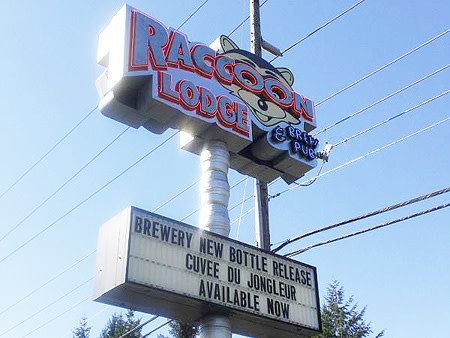 RACCOON
LODGE
& BREW
PUB
BREWERY NEW BOTTLE RELEASE
CUVEE DU JONGLEUR
AVAILABLE NOW